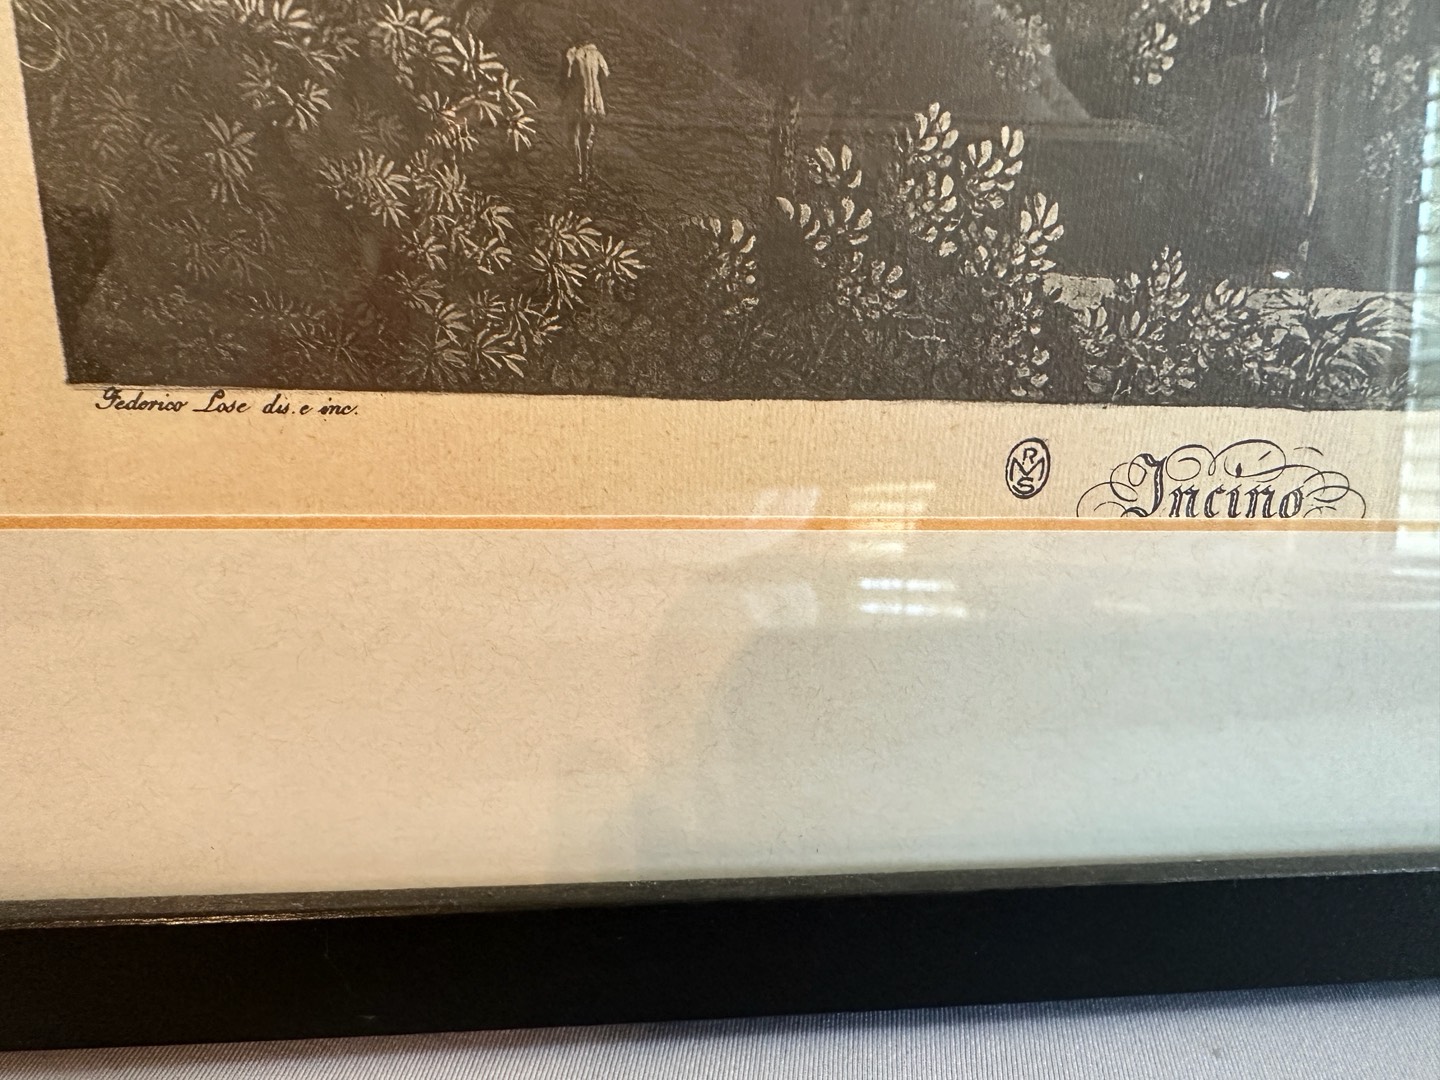 Federico Lose dis. e inc.
RMS
Incino